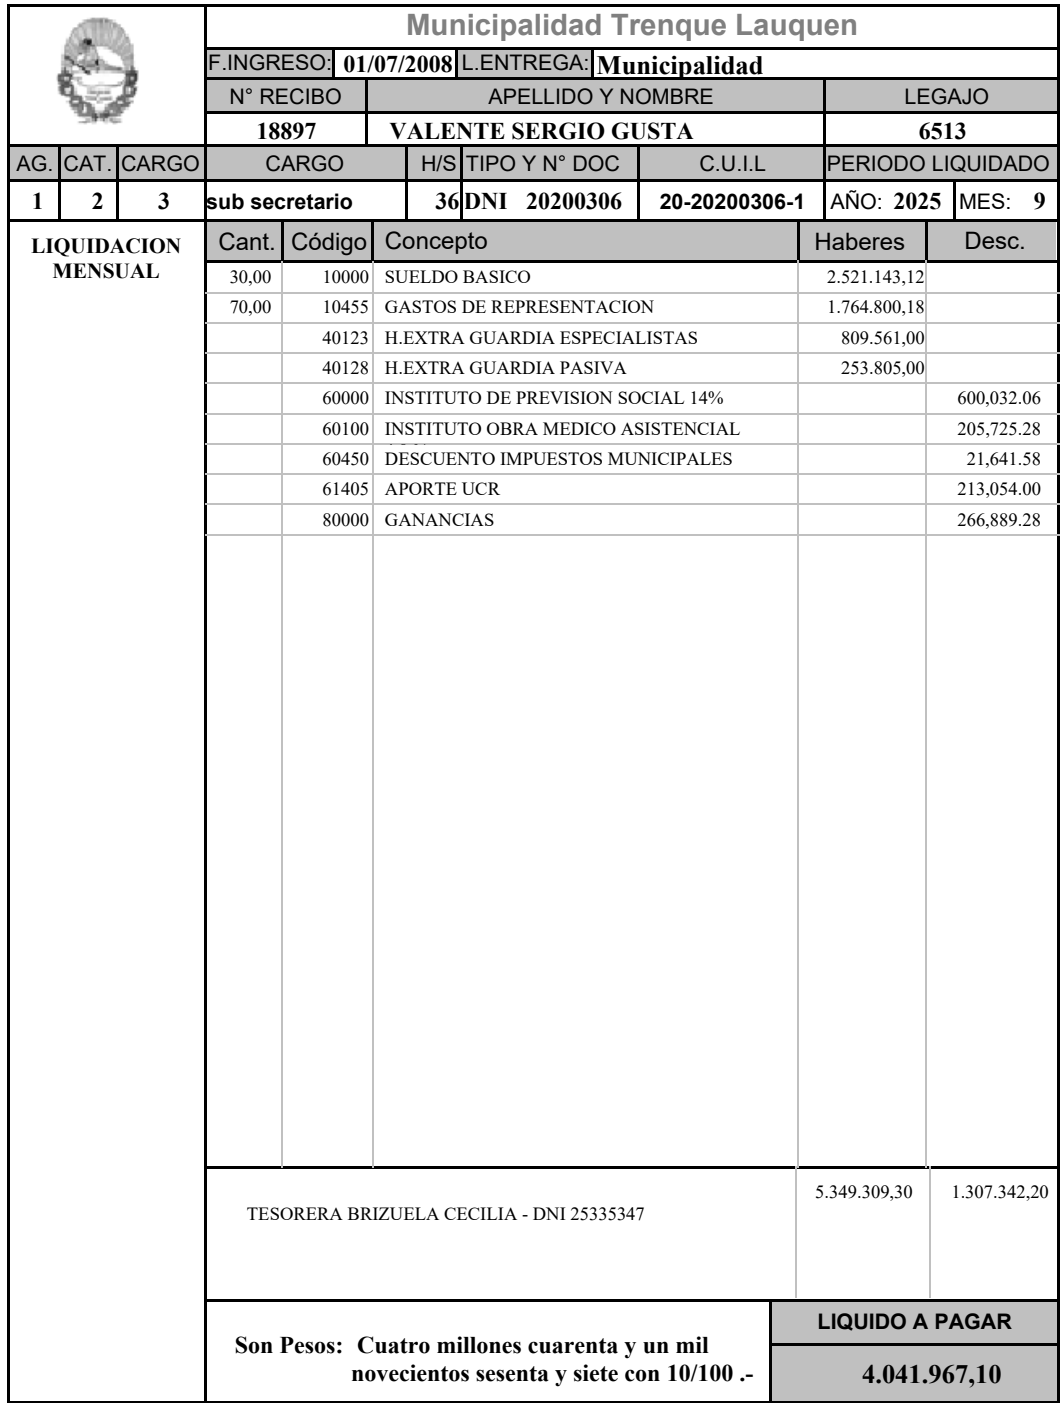 Municipalidad Trenque Lauquen
F.INGRESO: 01/07/2008 L.ENTREGA: Municipalidad
N° RECIBO APELLIDO Y NOMBRE LEGAJO
18897 VALENTE SERGIO GUSTA 6513
AG. CAT. CARGO CARGO H/S TIPO Y N° DOC C.U.I.L PERIODO LIQUIDADO
1 2 3 sub secretario 36 DNI 20200306 20-20200306-1 AÑO: 2025 MES: 9
LIQUIDACION
MENSUAL
Cant. Código Concepto Haberes Desc.
30,00 10000 SUELDO BASICO 2.521.143,12
70,00 10455 GASTOS DE REPRESENTACION 1.764.800,18
40123 H.EXTRA GUARDIA ESPECIALISTAS 809.561,00
40128 H.EXTRA GUARDIA PASIVA 253.805,00
60000 INSTITUTO DE PREVISION SOCIAL 14% 600,032.06
60100 INSTITUTO OBRA MEDICO ASISTENCIAL 205,725.28
60450 DESCUENTO IMPUESTOS MUNICIPALES 21,641.58
61405 APORTE UCR 213,054.00
80000 GANANCIAS 266,889.28
5.349.309,30 1.307.342,20
TESORERA BRIZUELA CECILIA - DNI 25335347
LIQUIDO A PAGAR
Son Pesos: Cuatro millones cuarenta y un mil
novecientos sesenta y siete con 10/100 .-
4.041.967,10